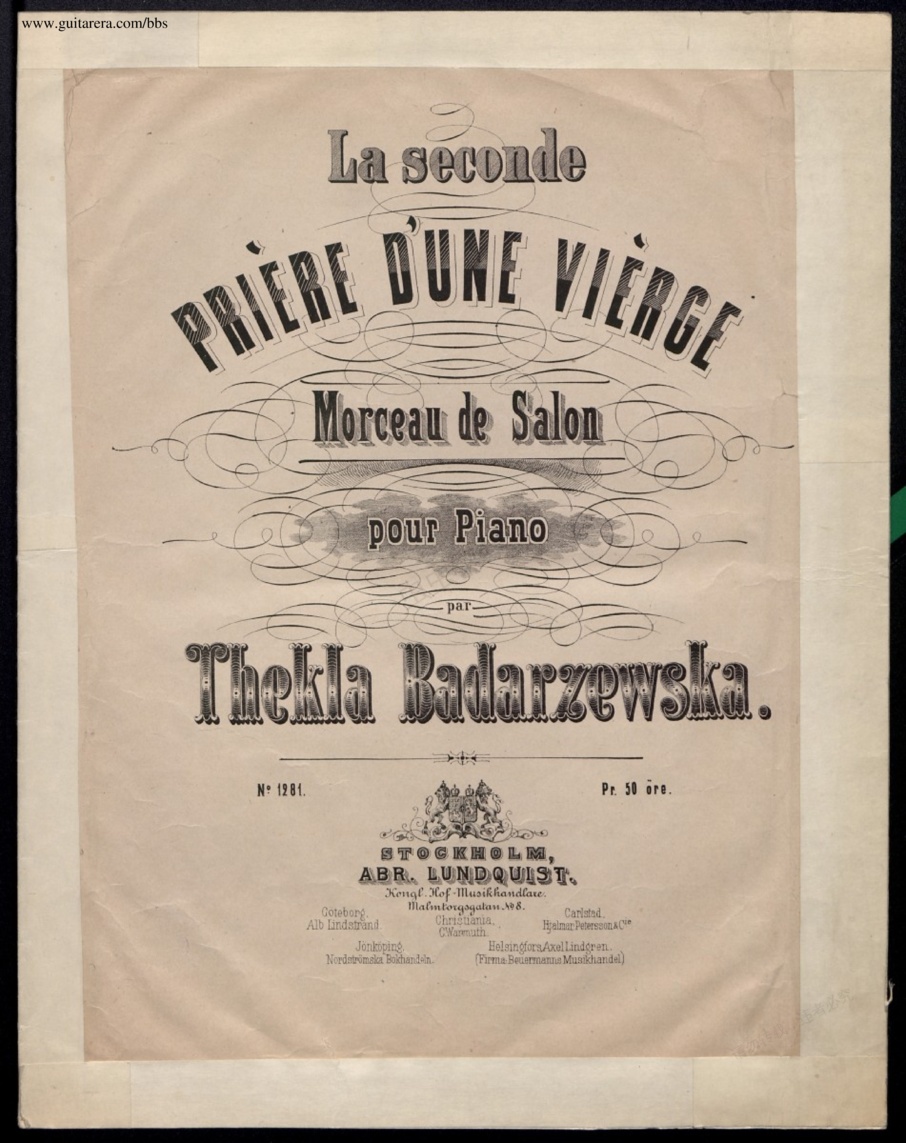 www.guitarera.com/bbs
La seconde
PRIÈRE D'UNE VIÈRGE
Morceau de Salon
pour Piano
par
Thekla Badarzewska.
Nº 1281.
Pr. 50 öre.
STOCKHOLM,
ABR. LUNDQUIST.
Kongl. Hof-Musikhandlare.
Malmtorgsgatan Nº 8.
Göteborg.
Alb Lindstrand.
Christiania.
C. Warmuth.
Carlstad.
Hjalmar Petersson & Cie
Jönköping.
Nordströmska Bokhandeln.
Helsingfors, Axel Lindgren.
(Firma: Beuermanns Musikhandel)